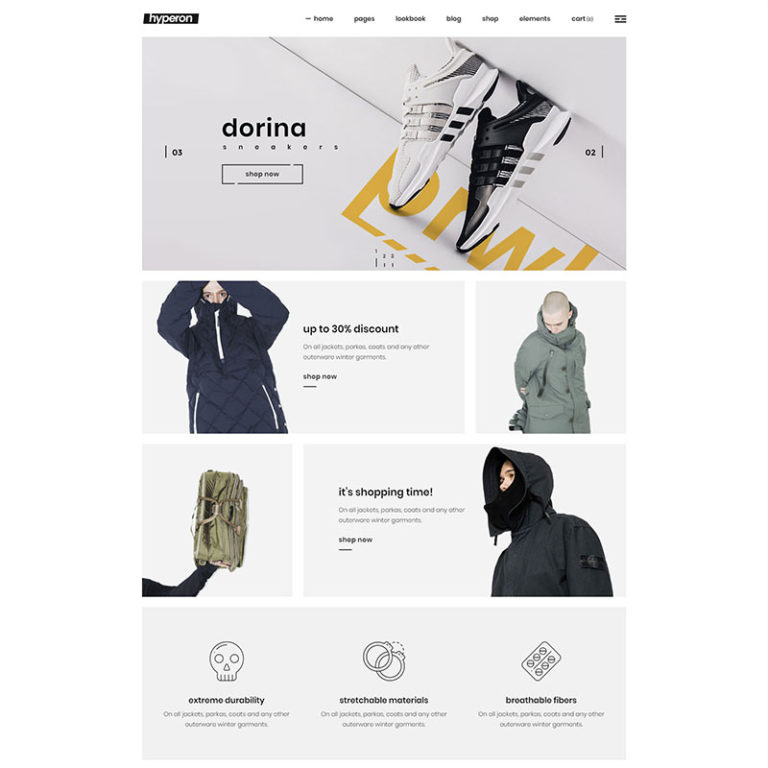 hyperon
home pages lookbook blog shop elements cart(0)
dorina
sneakers
shop now
03
02
1 2 3
up to 30% discount
On all jackets, parkas, coats and any other
outerware winter garments.
shop now
it's shopping time!
On all jackets, parkas, coats and any other
outerware winter garments.
shop now
extreme durability
On all jackets, parkas, coats and any other
outerware winter garments.
stretchable materials
On all jackets, parkas, coats and any other
outerware winter garments.
breathable fibers
On all jackets, parkas, coats and any other
outerware winter garments.